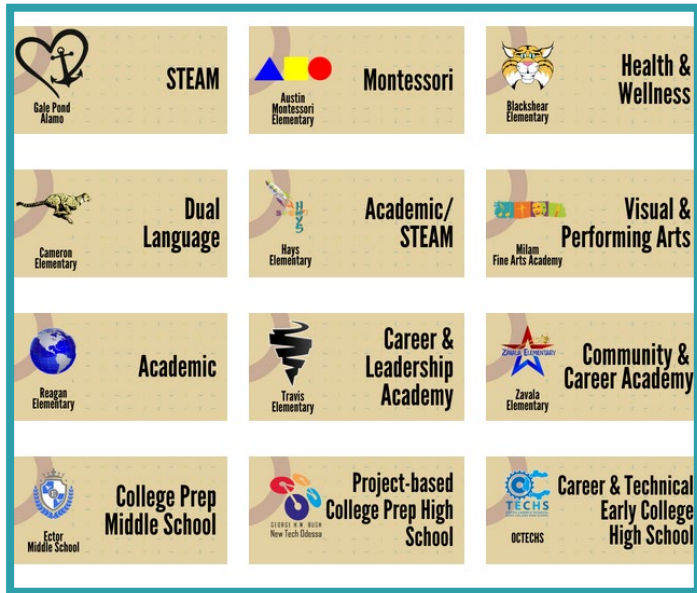 STEAM
Gale Pond
Alamo
Montessori
Austin
Montessori
Elementary
Health &
Wellness
Blackshear
Elementary
Dual
Language
Cameron
Elementary
Academic/
STEAM
HAYS
Hays
Elementary
Visual &
Performing Arts
Milam
Fine Arts Academy
Academic
Reagan
Elementary
Career &
Leadership
Academy
Travis
Elementary
ZAVALA ELEMENTARY
Community &
Career Academy
Zavala
Elementary
College Prep
Middle School
Ector
Middle School
Project-based
College Prep High
School
GEORGE H.W. BUSH
New Tech Odessa
Career & Technical
Early College
High School
TECHS
OCTECHS